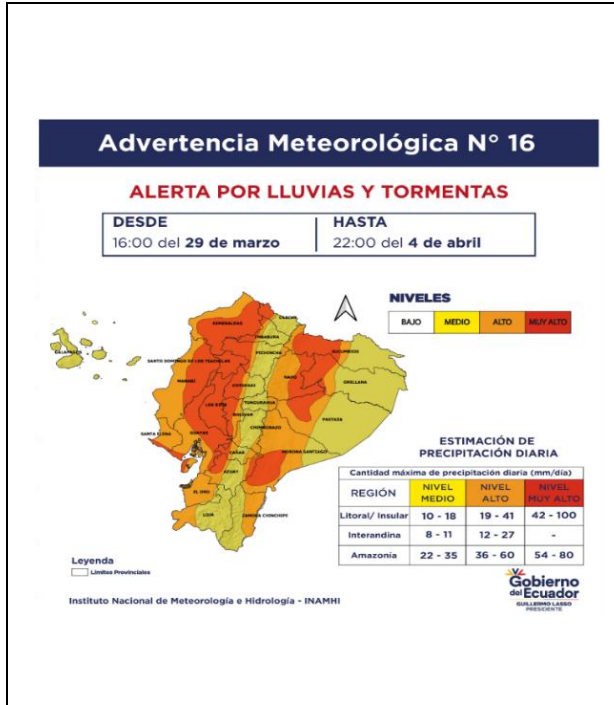 Advertencia Meteorológica N° 16
ALERTA POR LLUVIAS Y TORMENTAS
DESDE
16:00 del 29 de marzo
HASTA
22:00 del 4 de abril
NIVELES
BAJO MEDIO ALTO MUY ALTO
ESMERALDAS
CARCHI
IMBABURA
GALÁPAGOS
PICHINCHA
SUCUMBIOS
SANTO DOMINGO DE LOS TSÁCHILAS
NAPO
ORELLANA
MANABÍ
COTOPAXI
TUNGURAHUA
LOS RÍOS
BOLÍVAR
PASTAZA
CHIMBORAZO
SANTA ELENA
GUAYAS
MORONA SANTIAGO
CAÑAR
AZUAY
EL ORO
LOJA
ZAMORA CHINCHIPE
ESTIMACIÓN DE
PRECIPITACIÓN DIARIA
Cantidad máxima de precipitación diaria (mm/día)
REGIÓN NIVEL MEDIO NIVEL ALTO NIVEL MUY ALTO
Litoral/ Insular 10 - 18 19 - 41 42 - 100
Interandina 8 - 11 12 - 27 -
Amazonía 22 - 35 36 - 60 54 - 80
Leyenda
Límites Provinciales
Instituto Nacional de Meteorología e Hidrología - INAMHI
Gobierno
del Ecuador
GUILLERMO LASSO
PRESIDENTE